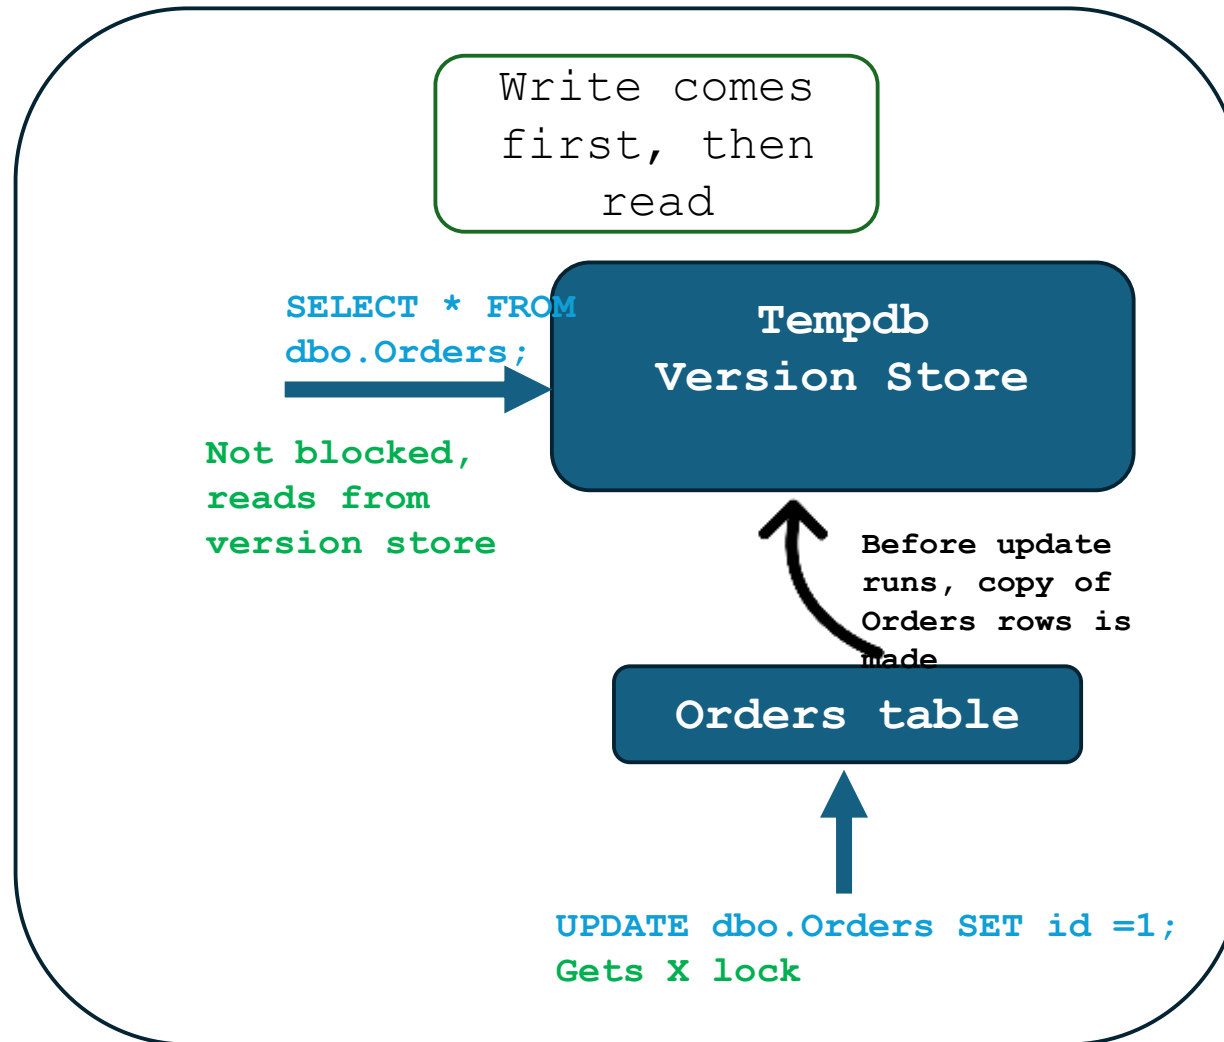 Write comes
first, then
read
SELECT * FROM
dbo.Orders;
Tempdb
Version Store
Not blocked,
reads from
version store
Before update
runs, copy of
Orders rows is
made
Orders table
UPDATE dbo.Orders SET id =1;
Gets X lock